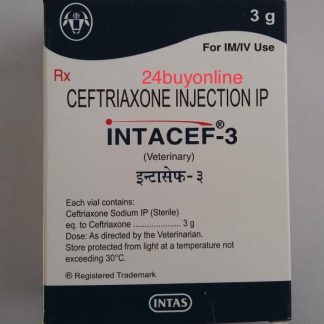 3 g
For IM/IV Use
Rx
24buyonline
CEFTRIAXONE INJECTION IP
INTACEF®-3
(Veterinary)
इन्टासेफ-३
Each vial contains:
Ceftriaxone Sodium IP (Sterile)
eq. to Ceftriaxone .................... 3 g
Dose: As directed by the Veterinarian.
Store protected from light at a temperature not
exceeding 30°C.
® Registered Trademark
INTAS